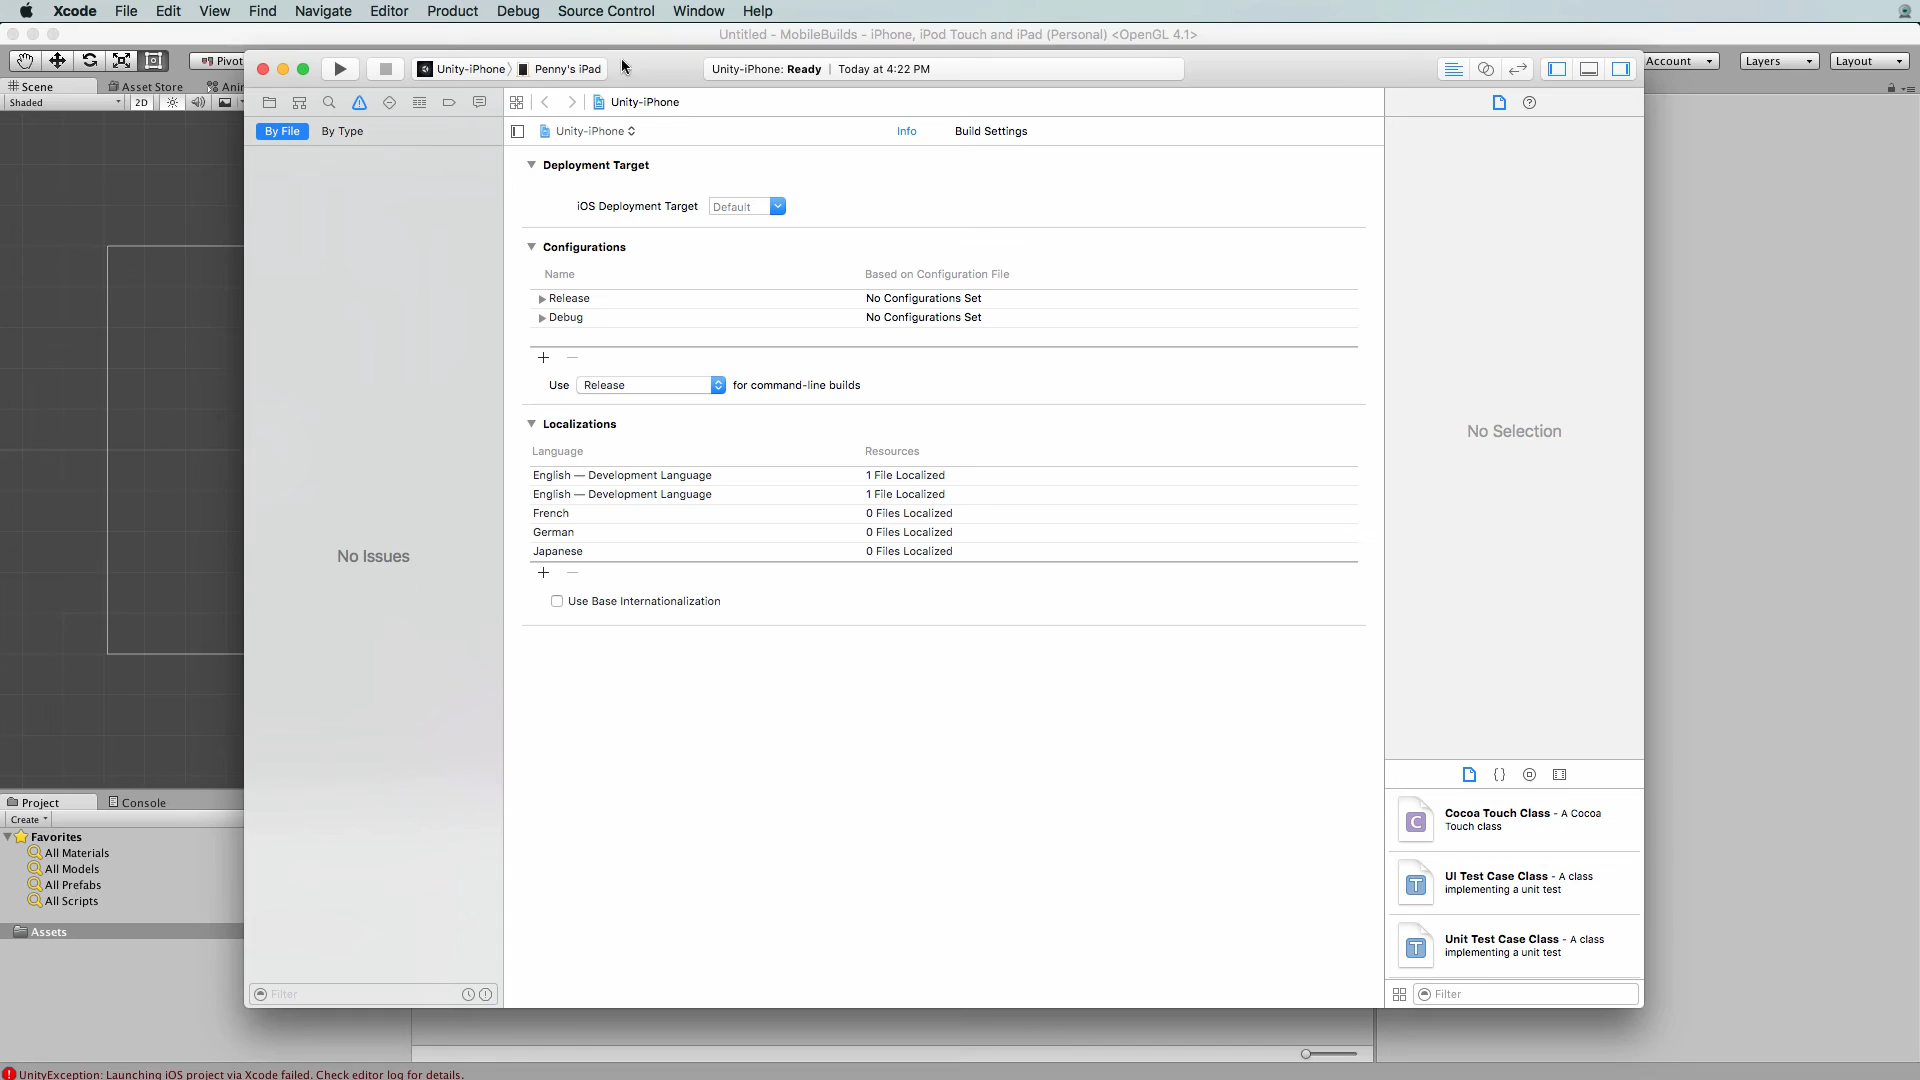 Xcode File Edit View Find Navigate Editor Product Debug Source Control Window Help
Untitled - MobileBuilds - iPhone, iPod Touch and iPad (Personal) <OpenGL 4.1>
Pivot
Account
Layers
Layout
Unity-iPhone
Penny's iPad
Unity-iPhone: Ready | Today at 4:22 PM
Scene
Asset Store
Anim
Shaded
2D
Unity-iPhone
By File
By Type
Unity-iPhone
Info
Build Settings
Deployment Target
iOS Deployment Target Default
Configurations
Name Based on Configuration File
Release No Configurations Set
Debug No Configurations Set
Use Release for command-line builds
Localizations
Language Resources
English — Development Language 1 File Localized
English — Development Language 1 File Localized
French 0 Files Localized
German 0 Files Localized
Japanese 0 Files Localized
Use Base Internationalization
No Issues
Filter
No Selection
Cocoa Touch Class - A Cocoa
Touch class
UI Test Case Class - A class
implementing a unit test
Unit Test Case Class - A class
implementing a unit test
Filter
Project
Console
Create
Favorites
All Materials
All Models
All Prefabs
All Scripts
Assets
UnityException: Launching iOS project via Xcode failed. Check editor log for details.